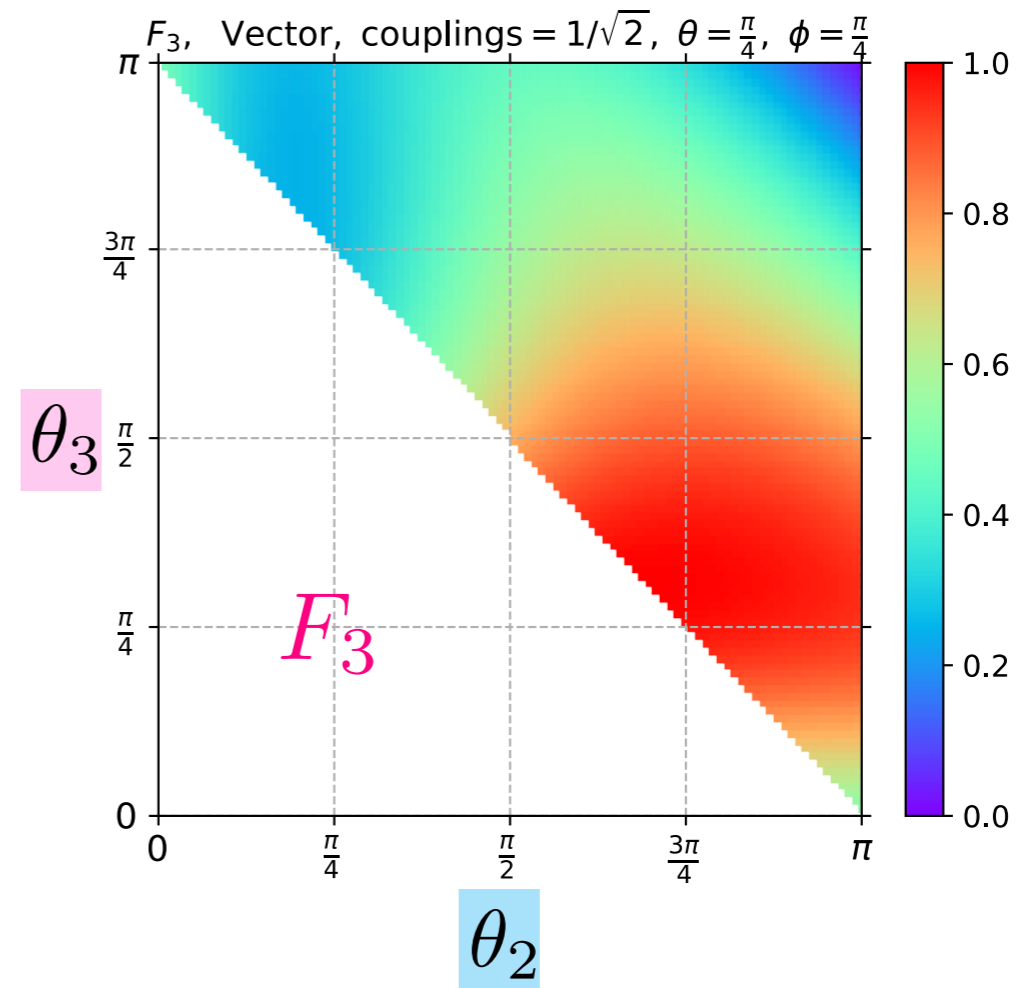 F₃, Vector, couplings = 1/√2, θ = π/4, ϕ = π/4
π
3π/4
π/2
π/4
0
θ₃
F₃
0 π/4 π/2 3π/4 π
θ₂
1.0
0.8
0.6
0.4
0.2
0.0